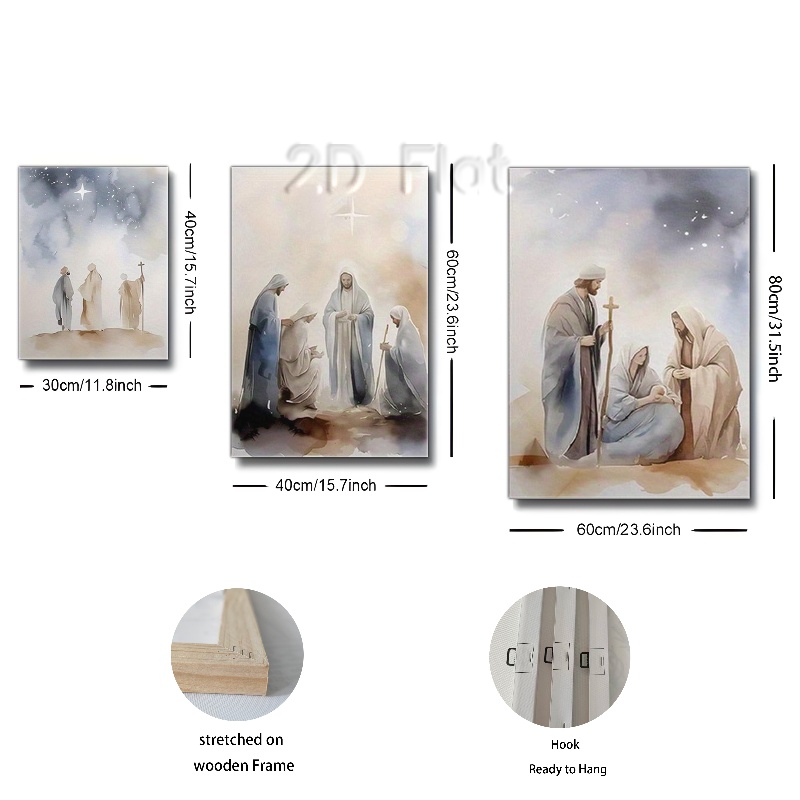 2D Flat
40cm/15.7inch
30cm/11.8inch
60cm/23.6inch
40cm/15.7inch
80cm/31.5inch
60cm/23.6inch
stretched on
wooden Frame
Hook
Ready to Hang